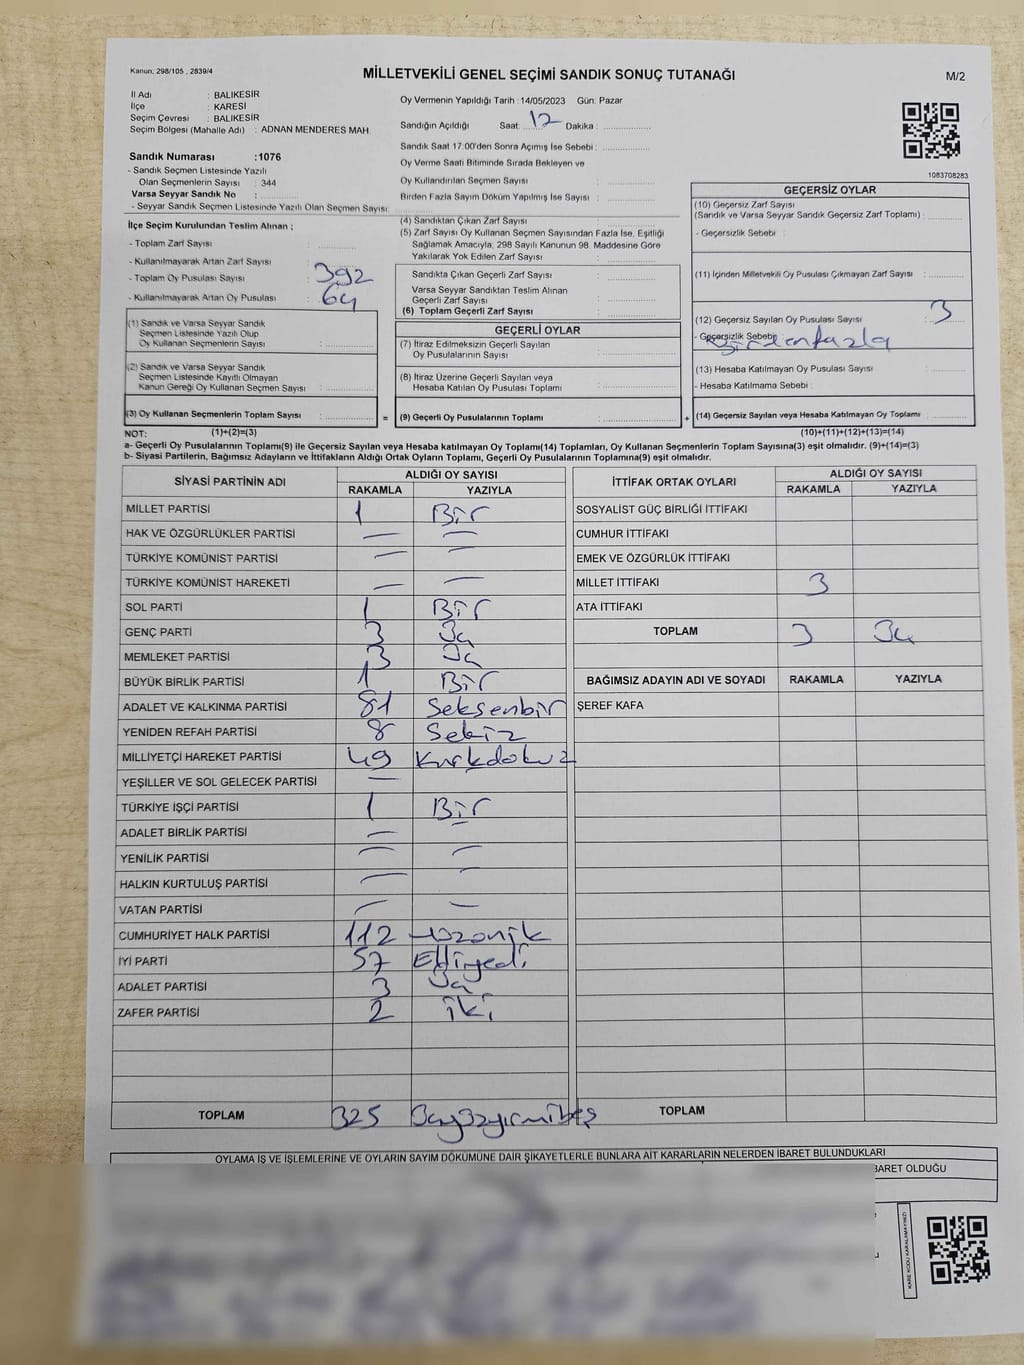 Kanun; 298/105 , 2839/4
MİLLETVEKİLİ GENEL SEÇİMİ SANDIK SONUÇ TUTANAĞI
M/2
İl Adı : BALIKESİR
İlçe : KARESİ
Seçim Çevresi : BALIKESİR
Seçim Bölgesi (Mahalle Adı) : ADNAN MENDERES MAH.
Sandık Numarası :1076
- Sandık Seçmen Listesinde Yazılı
Olan Seçmenlerin Sayısı : 344
Varsa Seyyar Sandık No :
- Seyyar Sandık Seçmen Listesinde Yazılı Olan Seçmen Sayısı:
İlçe Seçim Kurulundan Teslim Alınan ;
- Toplam Zarf Sayısı :
- Kullanılmayarak Artan Zarf Sayısı :
- Toplam Oy Pusulası Sayısı : 392
- Kullanılmayarak Artan Oy Pusulası : 64
(1) Sandık ve Varsa Seyyar Sandık
Seçmen Listesinde Yazılı Olup
Oy Kullanan Seçmenlerin Sayısı :
(2) Sandık ve Varsa Seyyar Sandık
Seçmen Listesinde Kayıtlı Olmayan
Kanun Gereği Oy Kullanan Seçmen Sayısı :
(3) Oy Kullanan Seçmenlerin Toplam Sayısı :
Oy Vermenin Yapıldığı Tarih :14/05/2023 Gün: Pazar
Sandığın Açıldığı Saat: 17 Dakika :
Sandık Saat 17.00'den Sonra Açımış İse Sebebi :
Oy Verme Saati Bitiminde Sırada Bekleyen ve
Oy Kullandırılan Seçmen Sayısı :
Birden Fazla Sayım Döküm Yapılmış İse Sayısı :
(4) Sandıktan Çıkan Zarf Sayısı :
(5) Zarf Sayısı Oy Kullanan Seçmen Sayısından Fazla İse, Eşitliği
Sağlamak Amacıyla, 298 Sayılı Kanunun 98. Maddesine Göre
Yakılarak Yok Edilen Zarf Sayısı :
Sandıkta Çıkan Geçerli Zarf Sayısı :
Varsa Seyyar Sandıktan Teslim Alınan
Geçerli Zarf Sayısı :
(6) Toplam Geçerli Zarf Sayısı :
GEÇERLİ OYLAR
(7) İtiraz Edilmeksizin Geçerli Sayılan
Oy Pusulalarının Sayısı :
(8) İtiraz Üzerine Geçerli Sayılan veya
Hesaba Katılan Oy Pusulası Toplamı :
= (9) Geçerli Oy Pusulalarının Toplamı :
1083708283
GEÇERSİZ OYLAR
(10) Geçersiz Zarf Sayısı
(Sandık ve Varsa Seyyar Sandık Geçersiz Zarf Toplamı) :
- Geçersizlik Sebebi :
(11) İçinden Milletvekili Oy Pusulası Çıkmayan Zarf Sayısı :
(12) Geçersiz Sayılan Oy Pusulası Sayısı : 3
- Geçersizlik Sebebi: Birdenfazla
(13) Hesaba Katılmayan Oy Pusulası Sayısı :
- Hesaba Katılmama Sebebi :
+ (14) Geçersiz Sayılan veya Hesaba Katılmayan Oy Toplamı :
NOT: (1)+(2)=(3) (10)+(11)+(12)+(13)=(14)
a- Geçerli Oy Pusulalarının Toplamı(9) ile Geçersiz Sayılan veya Hesaba katılmayan Oy Toplamı(14) Toplamları, Oy Kullanan Seçmenlerin Toplam Sayısına(3) eşit olmalıdır. (9)+(14)=(3)
b- Siyasi Partilerin, Bağımsız Adayların ve İttifakların Aldığı Ortak Oyların Toplamı, Geçerli Oy Pusulalarının Toplamına(9) eşit olmalıdır.
SİYASİ PARTİNİN ADI ALDIĞI OY SAYISI
RAKAMLA YAZIYLA
MİLLET PARTİSİ 1 Bir
HAK VE ÖZGÜRLÜKLER PARTİSİ — —
TÜRKİYE KOMÜNİST PARTİSİ — —
TÜRKİYE KOMÜNİST HAREKETİ — —
SOL PARTİ 1 Bir
GENÇ PARTİ 3 3ç
MEMLEKET PARTİSİ 3 3ç
BÜYÜK BİRLİK PARTİSİ 1 Bir
ADALET VE KALKINMA PARTİSİ 81 Seksenbir
YENİDEN REFAH PARTİSİ 8 Sekiz
MİLLİYETÇİ HAREKET PARTİSİ 49 Kırkdokuz
YEŞİLLER VE SOL GELECEK PARTİSİ —
TÜRKİYE İŞÇİ PARTİSİ 1 Bir
ADALET BİRLİK PARTİSİ —
YENİLİK PARTİSİ — —
HALKIN KURTULUŞ PARTİSİ — —
VATAN PARTİSİ — —
CUMHURİYET HALK PARTİSİ 112
İYİ PARTİ 57 Elliyedi
ADALET PARTİSİ 3 3ç
ZAFER PARTİSİ 2 iki
TOPLAM 325
İTTİFAK ORTAK OYLARI ALDIĞI OY SAYISI
RAKAMLA YAZIYLA
SOSYALİST GÜÇ BİRLİĞİ İTTİFAKI
CUMHUR İTTİFAKI
EMEK VE ÖZGÜRLÜK İTTİFAKI
MİLLET İTTİFAKI 3
ATA İTTİFAKI
TOPLAM 3 3ç
BAĞIMSIZ ADAYIN ADI VE SOYADI RAKAMLA YAZIYLA
ŞEREF KAFA
TOPLAM
OYLAMA İŞ VE İŞLEMLERİNE VE OYLARIN SAYIM DÖKÜMÜNE DAİR ŞİKAYETLERLE BUNLARA AİT KARARLARIN NELERDEN İBARET BULUNDUKLARI
BARET OLDUĞU
KARE KODU KARALAMAYINIZ!